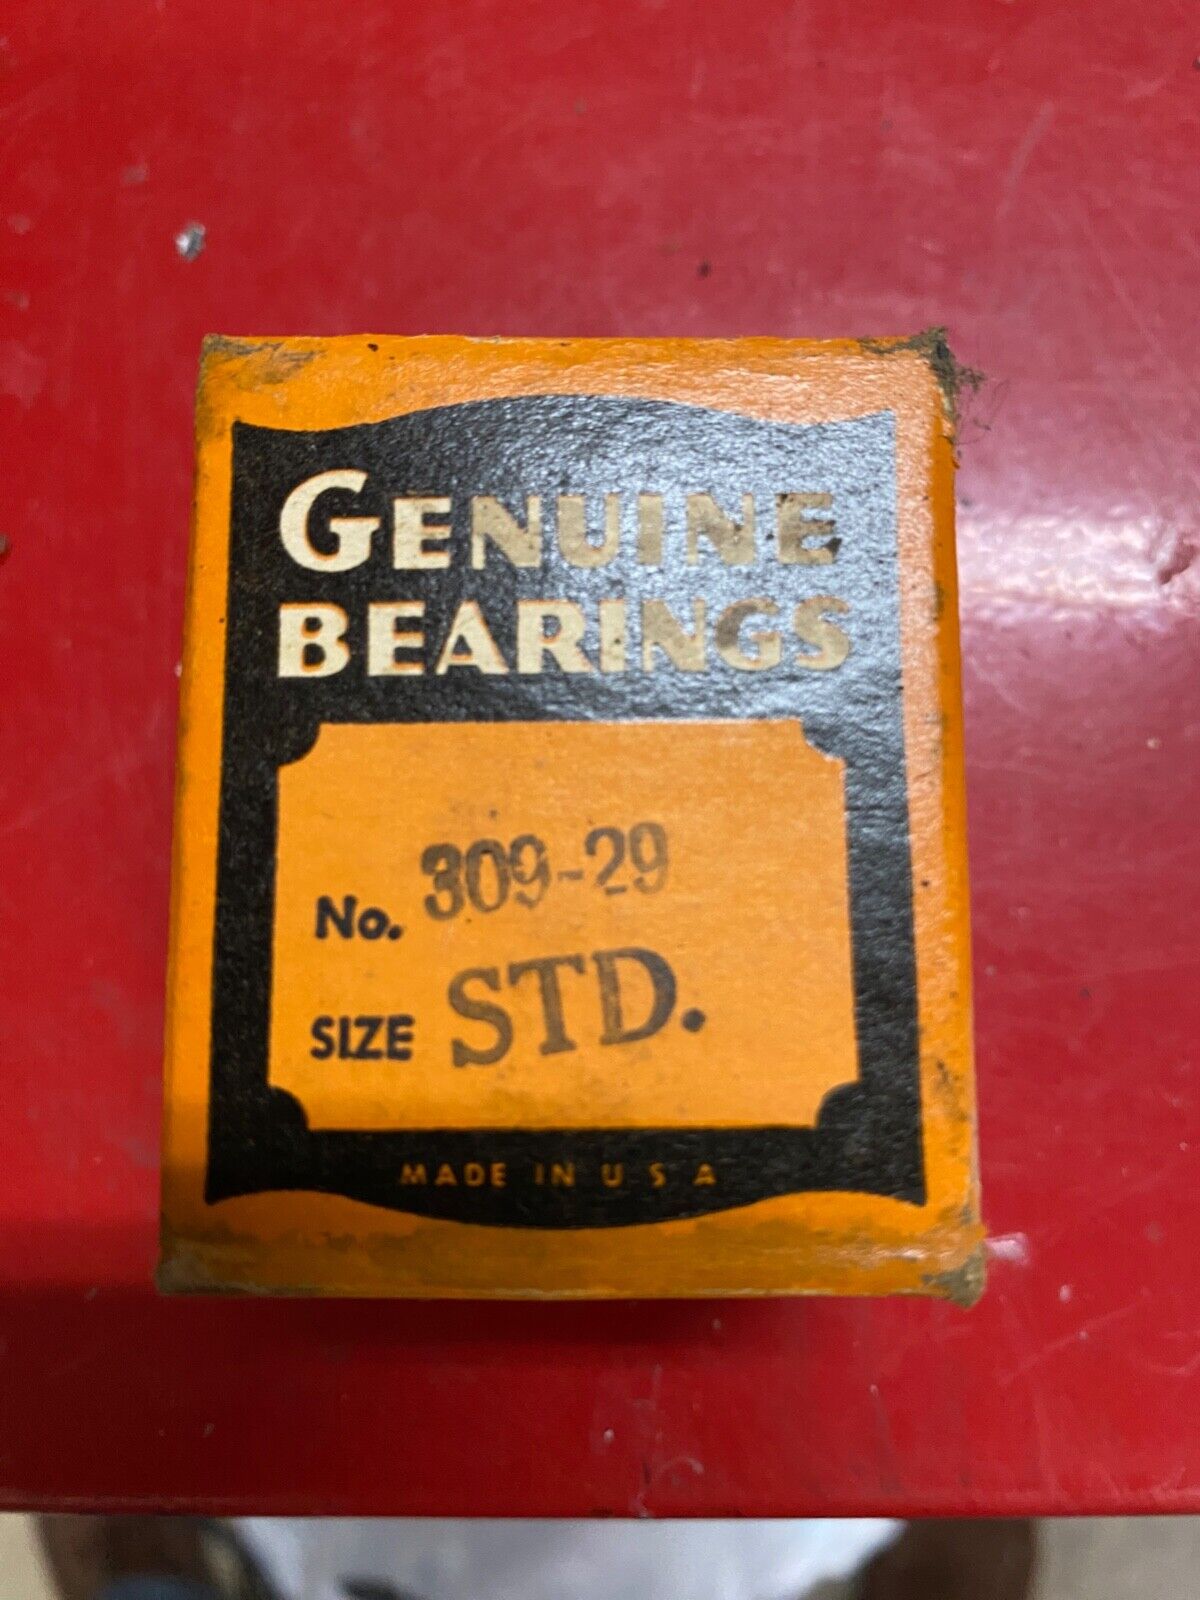 GENUINE
BEARINGS
No. 309-29
SIZE STD.
MADE IN U S A